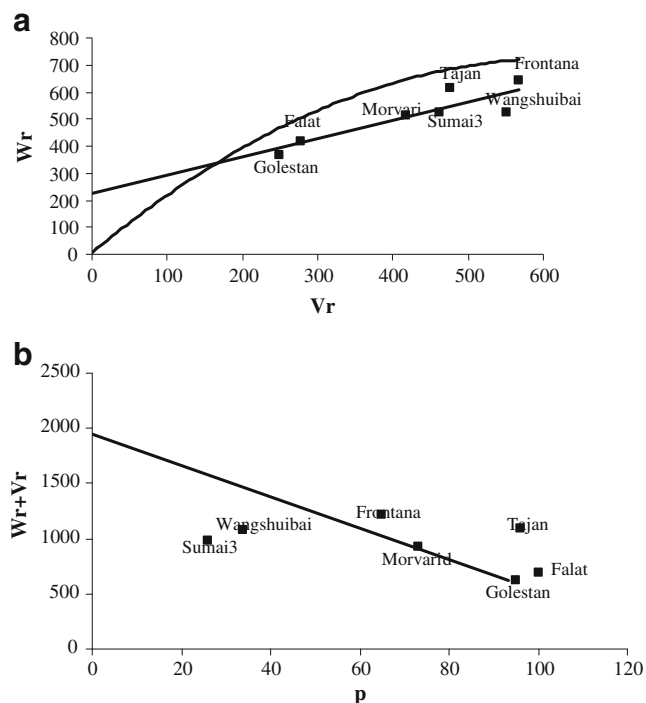 a
800
700
600
500
400
300
200
100
0
Wr
Frontana
Tajan
Wangshuibai
Morvari
Sumai3
Falat
Golestan
0 100 200 300 400 500 600
Vr
b
2500
2000
1500
1000
500
0
Wr+Vr
Frontana
Wangshuibai
Tajan
Sumai3
Morvarid
Falat
Golestan
0 20 40 60 80 100 120
p